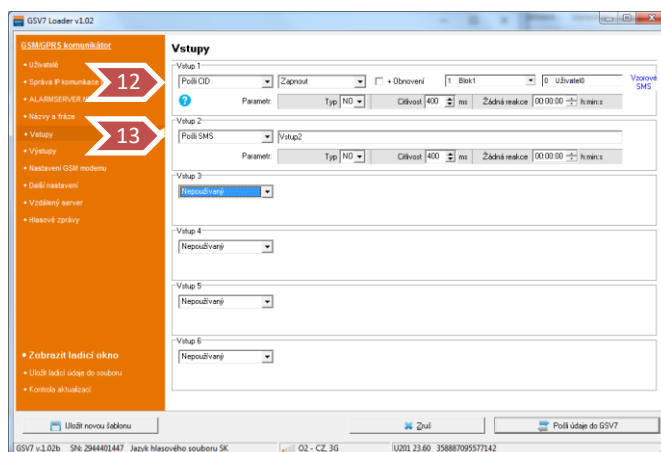 GSV7 Loader v1.02
GSM/GPRS komunikátor
• Uživatelé
• Správa IP komunikace
• ALARMSERVER N
• Názvy a fráze
• Vstupy
• Výstupy
• Nastavení GSM modemu
• Další nastavení
• Vzdálený server
• Hlasové zprávy
12
13
• Zobrazit ladicí okno
• Uložit ladicí údaje do souboru
• Kontrola aktualizací
Vstupy
Vstup 1
Pošli CID Zapnout + Obnovení 1 Blok1 0 Uživatel0 Vzorové SMS
? Parametr: Typ NO Citlivost 400 ms Žádná reakce 00:00:00 h:min:s
Vstup 2
Pošli SMS Vstup2
Parametr: Typ NO Citlivost 400 ms Žádná reakce 00:00:00 h:min:s
Vstup 3
Nepoužívaný
Vstup 4
Nepoužívaný
Vstup 5
Nepoužívaný
Vstup 6
Nepoužívaný
Uložit novou šablonu Zruš Pošli údaje do GSV7
GSV7 v.1.02b SN: 2944401447 Jazyk hlasového souboru SK O2 - CZ, 3G U201 23.60 358887095577142